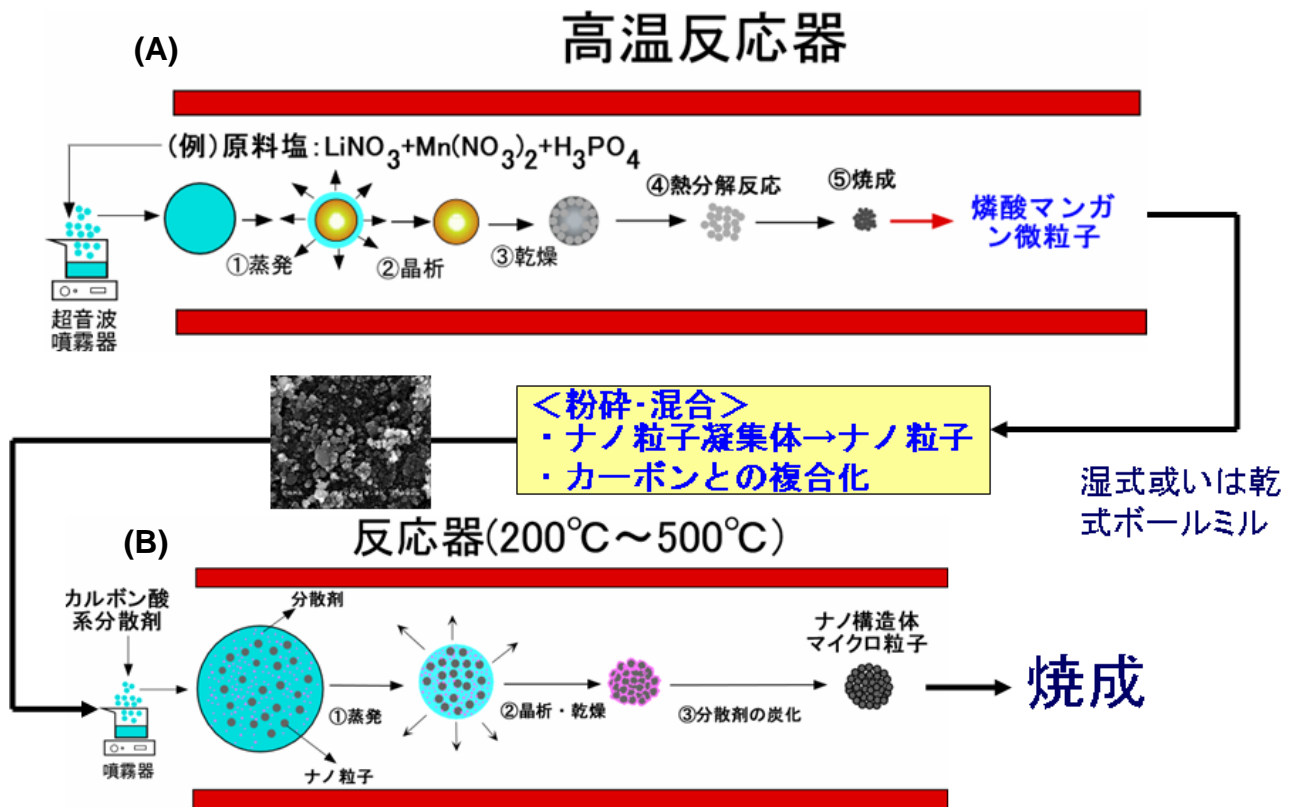 (A)
高温反応器
(例)原料塩:LiNO3+Mn(NO3)2+H3PO4
④熱分解反応
⑤焼成
燐酸マンガ
ン微粒子
①蒸発
②晶析
③乾燥
超音波
噴霧器
<粉砕・混合>
・ナノ粒子凝集体→ナノ粒子
・カーボンとの複合化
湿式或いは乾
式ボールミル
(B)
反応器(200℃~500℃)
カルボン酸
系分散剤
分散剤
ナノ構造体
マイクロ粒子
焼成
①蒸発
②晶析・乾燥
③分散剤の炭化
噴霧器
ナノ粒子